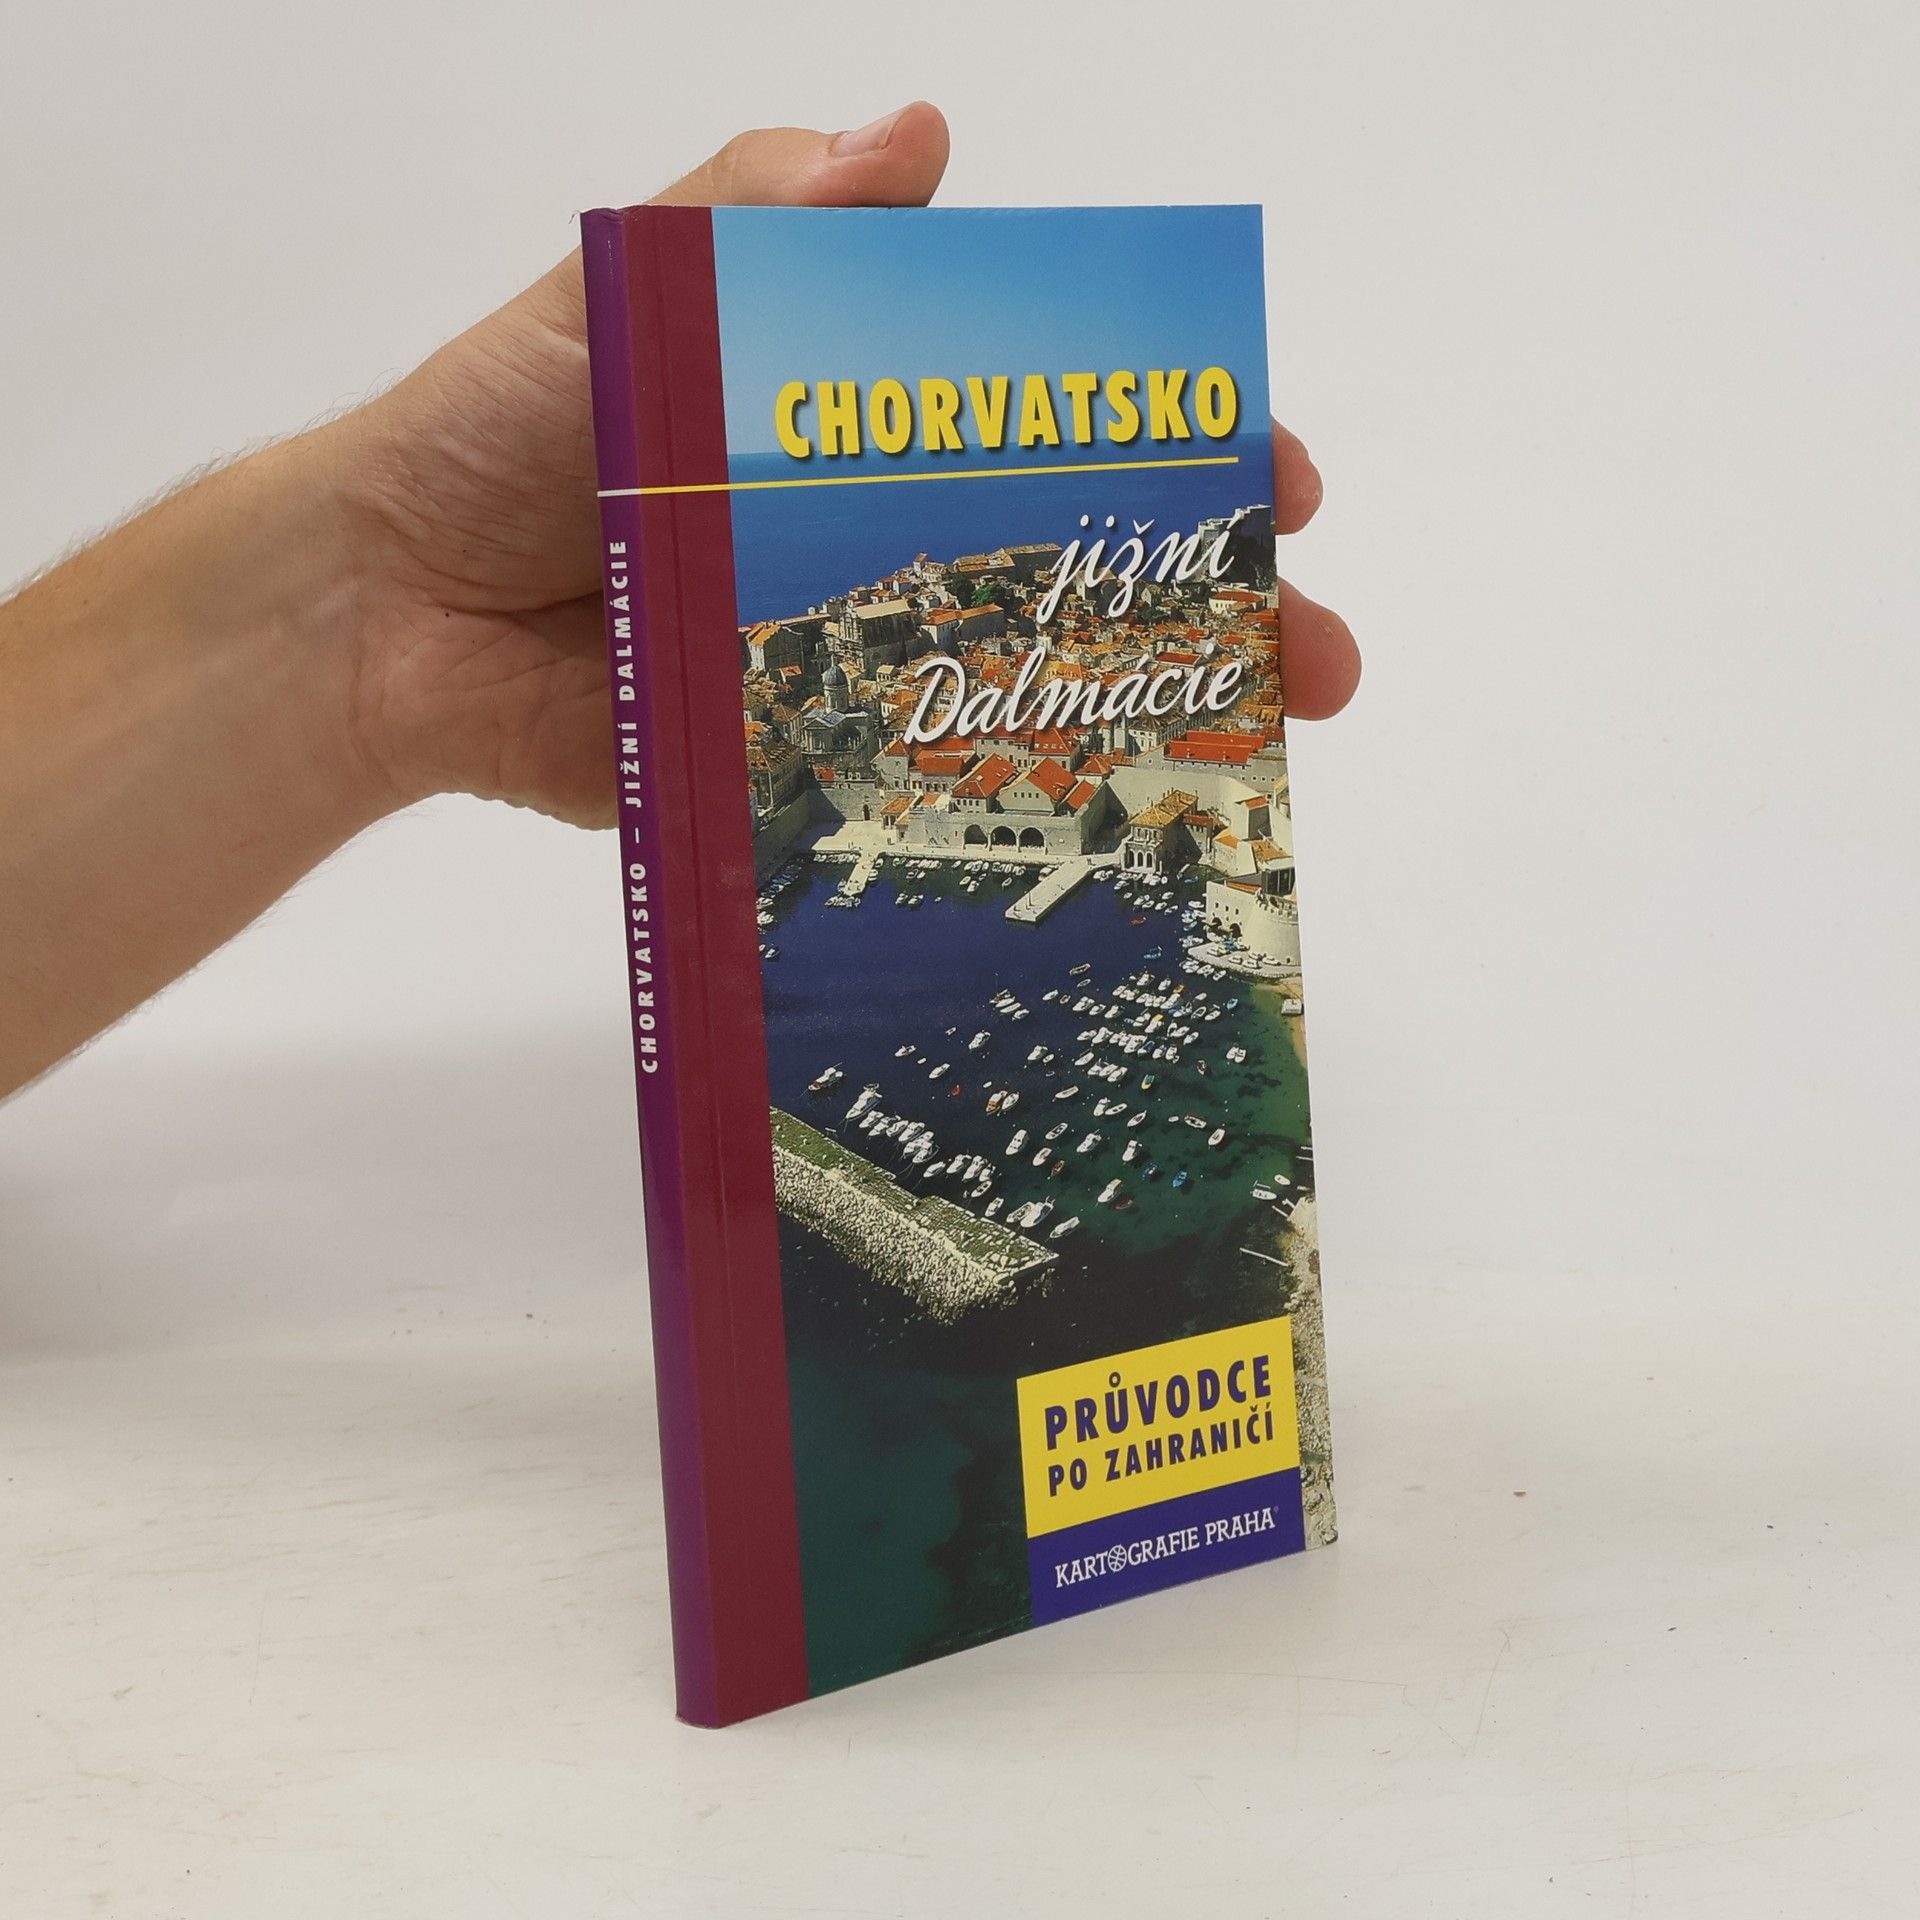 CHORVATSKO
jižní
Dalmácie
PRŮVODCE
PO ZAHRANIČÍ
KARTOGRAFIE PRAHA®
CHORVATSKO – JIŽNÍ DALMÁCIE